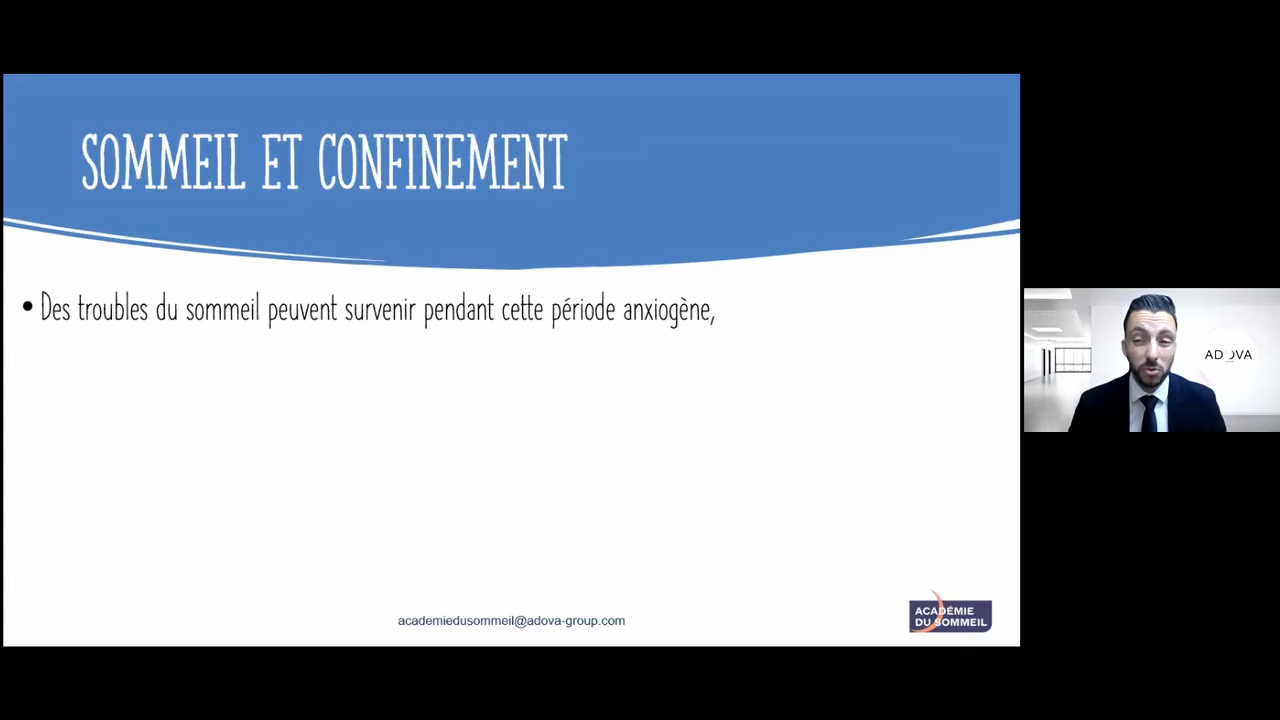 SOMMEIL ET CONFINEMENT
• Des troubles du sommeil peuvent survenir pendant cette période anxiogène,
ADOVA
academiedusommeil@adova-group.com
ACADÉMIE
DU SOMMEIL